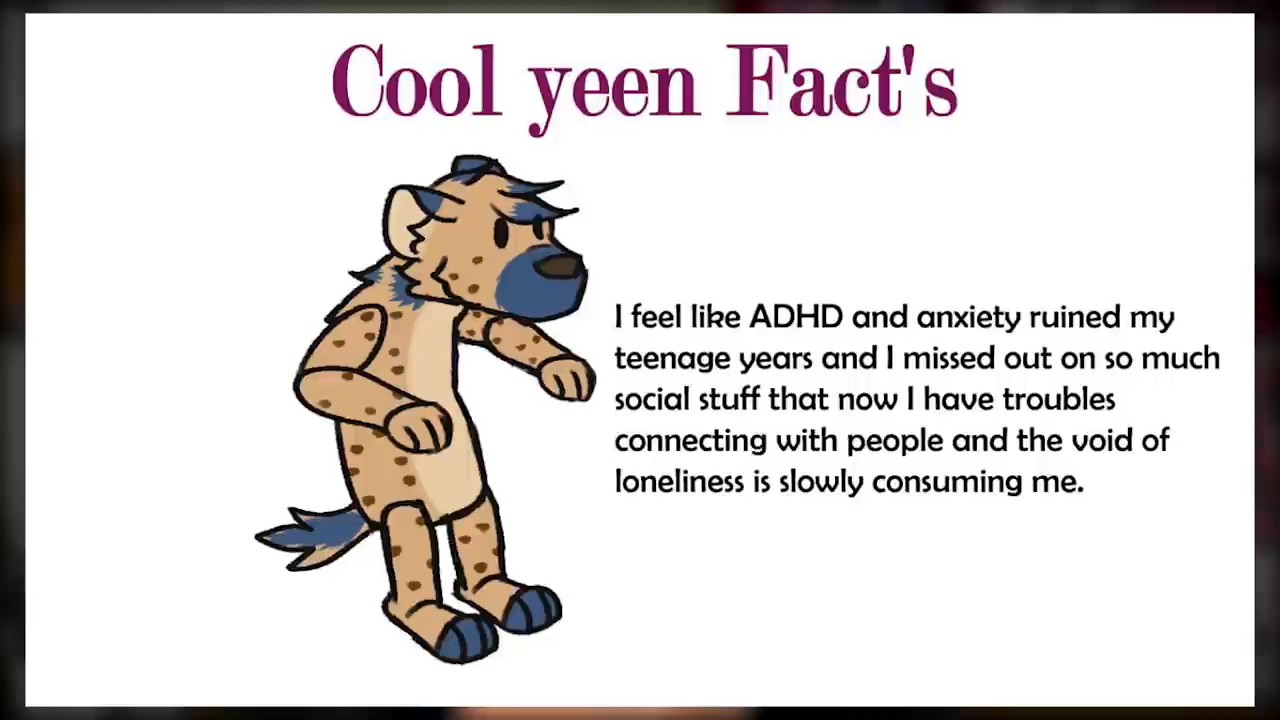 Cool yeen Fact's
I feel like ADHD and anxiety ruined my
teenage years and I missed out on so much
social stuff that now I have troubles
connecting with people and the void of
loneliness is slowly consuming me.